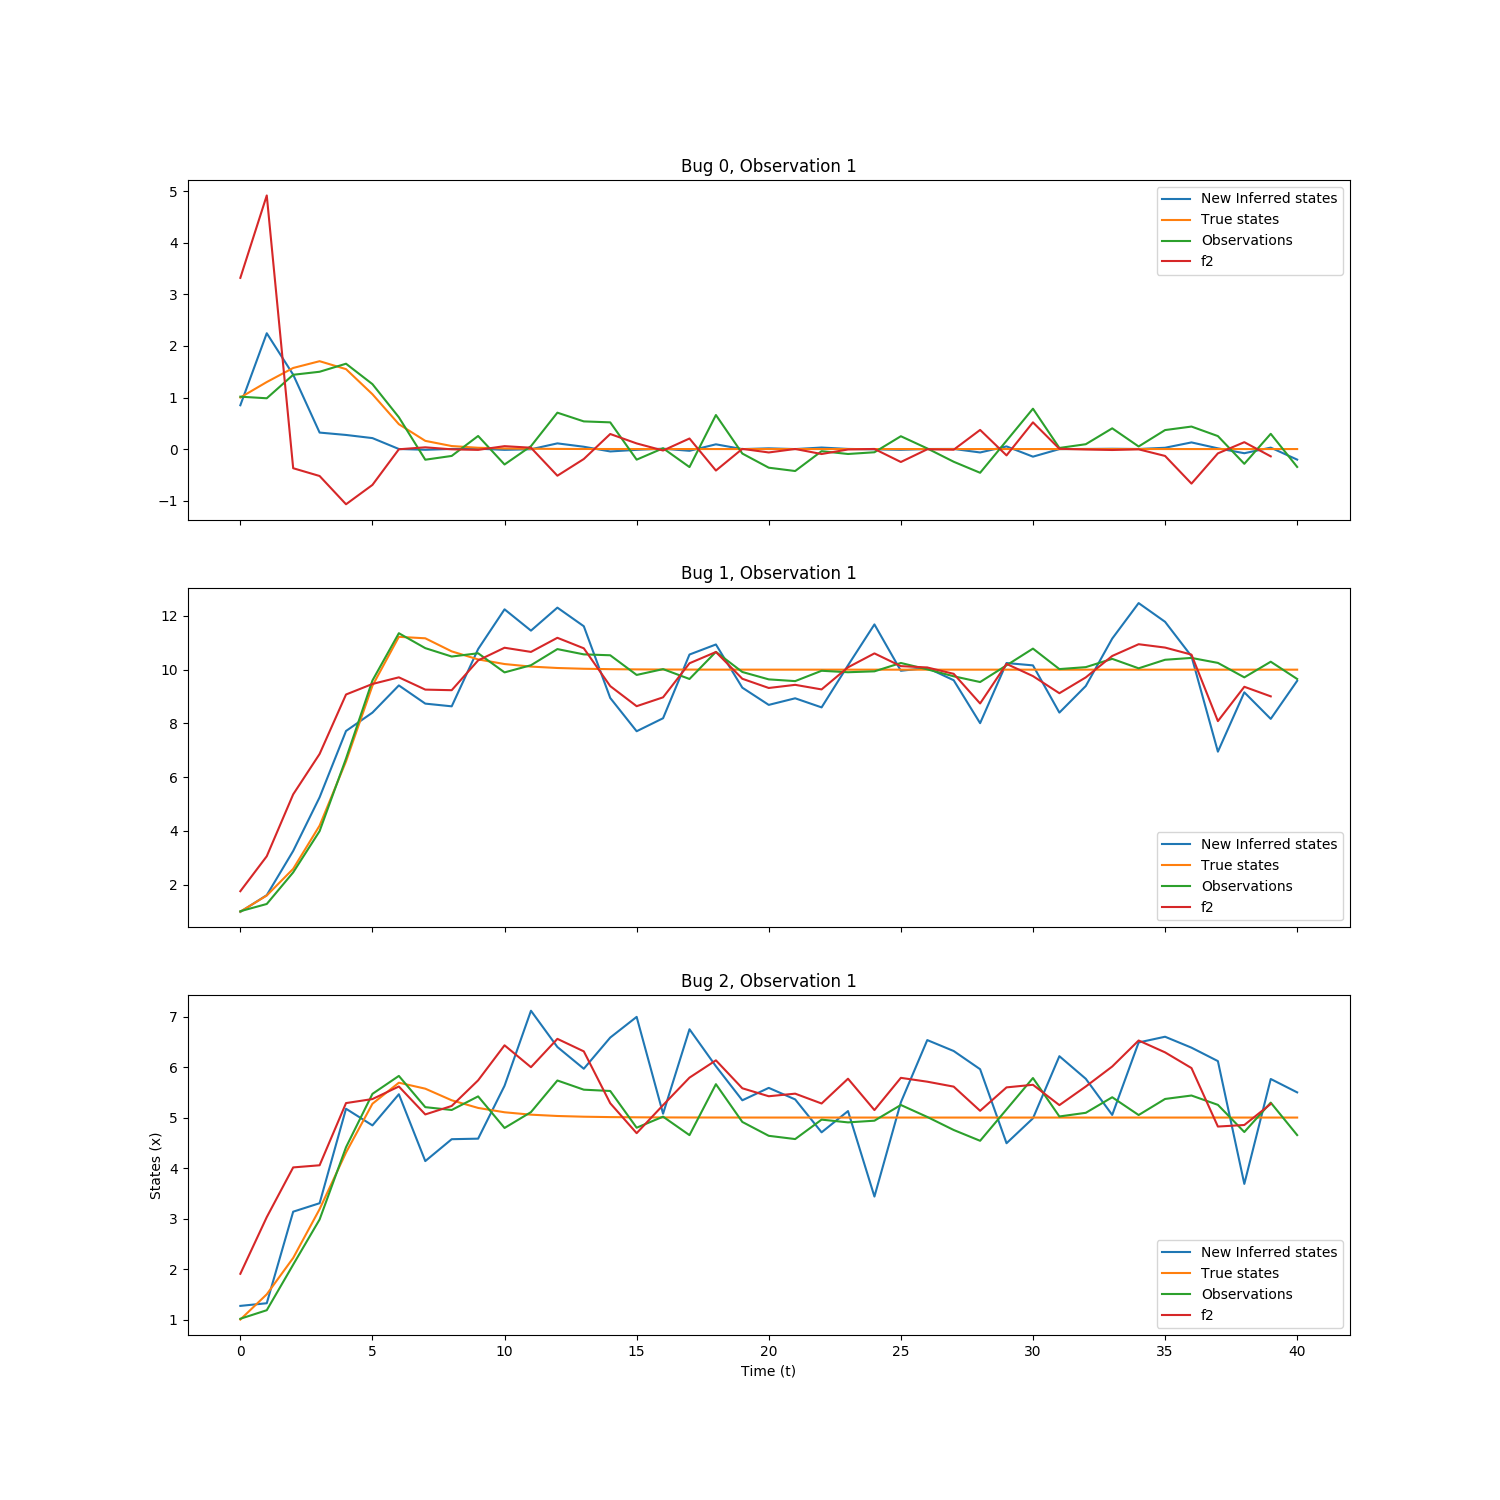 Bug 0, Observation 1
5
4
3
2
1
0
−1
New Inferred states
True states
Observations
f2
Bug 1, Observation 1
12
10
8
6
4
2
New Inferred states
True states
Observations
f2
Bug 2, Observation 1
States (x)
7
6
5
4
3
2
1
New Inferred states
True states
Observations
f2
0 5 10 15 20 25 30 35 40
Time (t)